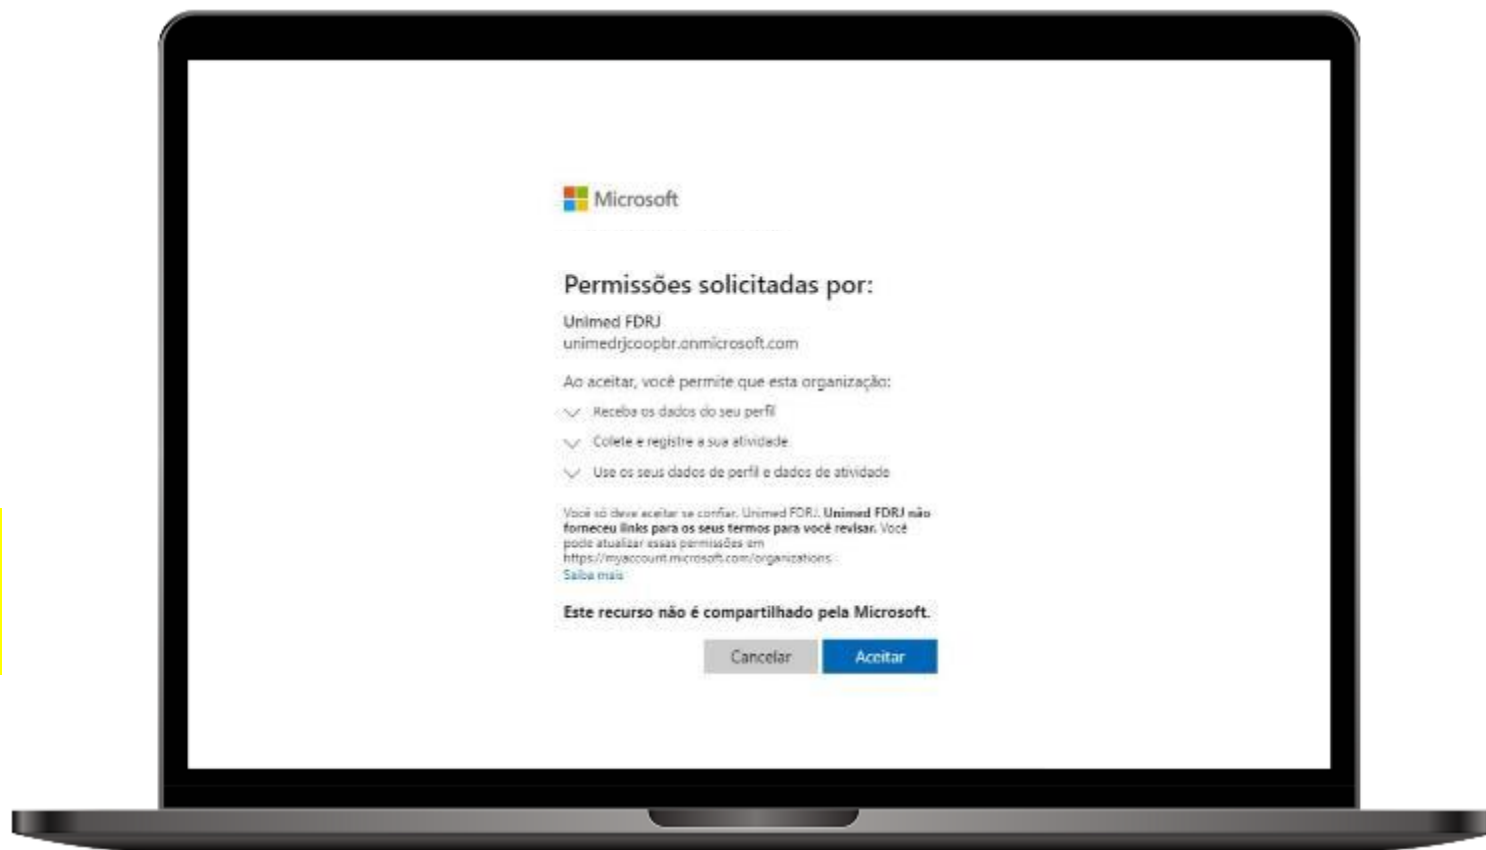 Microsoft
Permissões solicitadas por:
Unimed FDRJ
unimedrjcoopbr.onmicrosoft.com
Ao aceitar, você permite que esta organização:
Receba os dados do seu perfil
Colete e registre a sua atividade
Use os seus dados de perfil e dados de atividade
Você só deve aceitar se confiar. Unimed FDRJ. Unimed FDRJ não
forneceu links para os seus termos para você revisar. Você
pode atualizar essas permissões em
https://myaccount.microsoft.com/organizations
Saiba mais
Este recurso não é compartilhado pela Microsoft.
Cancelar
Aceitar